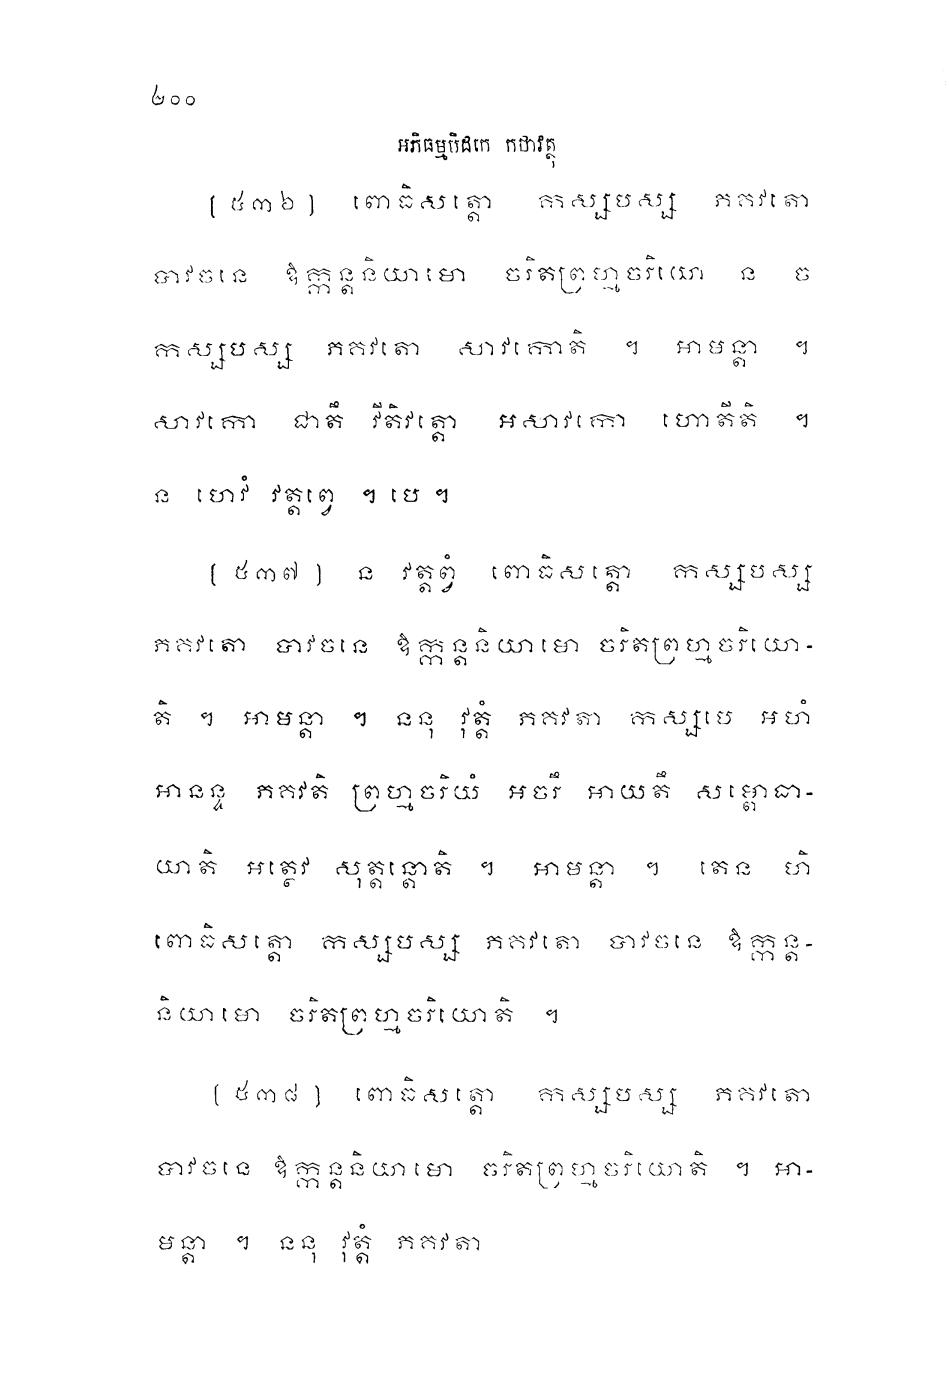 ២០០
អភិធម្មបិដកេ កថាវត្ថុ
[ ៥៣៦ ] ពោធិសត្តោ កស្សបស្ស ភគវតោ
បាវចនេ ឱក្កន្តនិយាមោ ចរិតព្រហ្មចរិយោ ន ច
កស្សបស្ស ភគវតោ សាវកោតិ ។ អាមន្តា ។
សាវកោ ជាតឹ វីតិវត្តោ អសាវកោ ហោតីតិ ។
ន ហេវំ វត្តព្វេ ។ បេ ។
[ ៥៣៧ ] ន វត្តព្វំ ពោធិសត្តោ កស្សបស្ស
ភគវតោ បាវចនេ ឱក្កន្តនិយាមោ ចរិតព្រហ្មចរិយោ-
តិ ។ អាមន្តា ។ ននុ វុត្តំ ភគវតា កស្សបេ អហំ
អានន្ទ ភគវតិ ព្រហ្មចរិយំ អចរឹ អាយតឹ សម្ពោធា-
យាតិ អត្ថេវ សុត្តន្តោតិ ។ អាមន្តា ។ តេន ហិ
ពោធិសត្តោ កស្សបស្ស ភគវតោ បាវចនេ ឱក្កន្ត-
និយាមោ ចរិតព្រហ្មចរិយោតិ ។
[ ៥៣៨ ] ពោធិសត្តោ កស្សបស្ស ភគវតោ
បាវចនេ ឱក្កន្តនិយាមោ ចរិតព្រហ្មចរិយោតិ ។ អា-
មន្តា ។ ននុ វុត្តំ ភគវតា